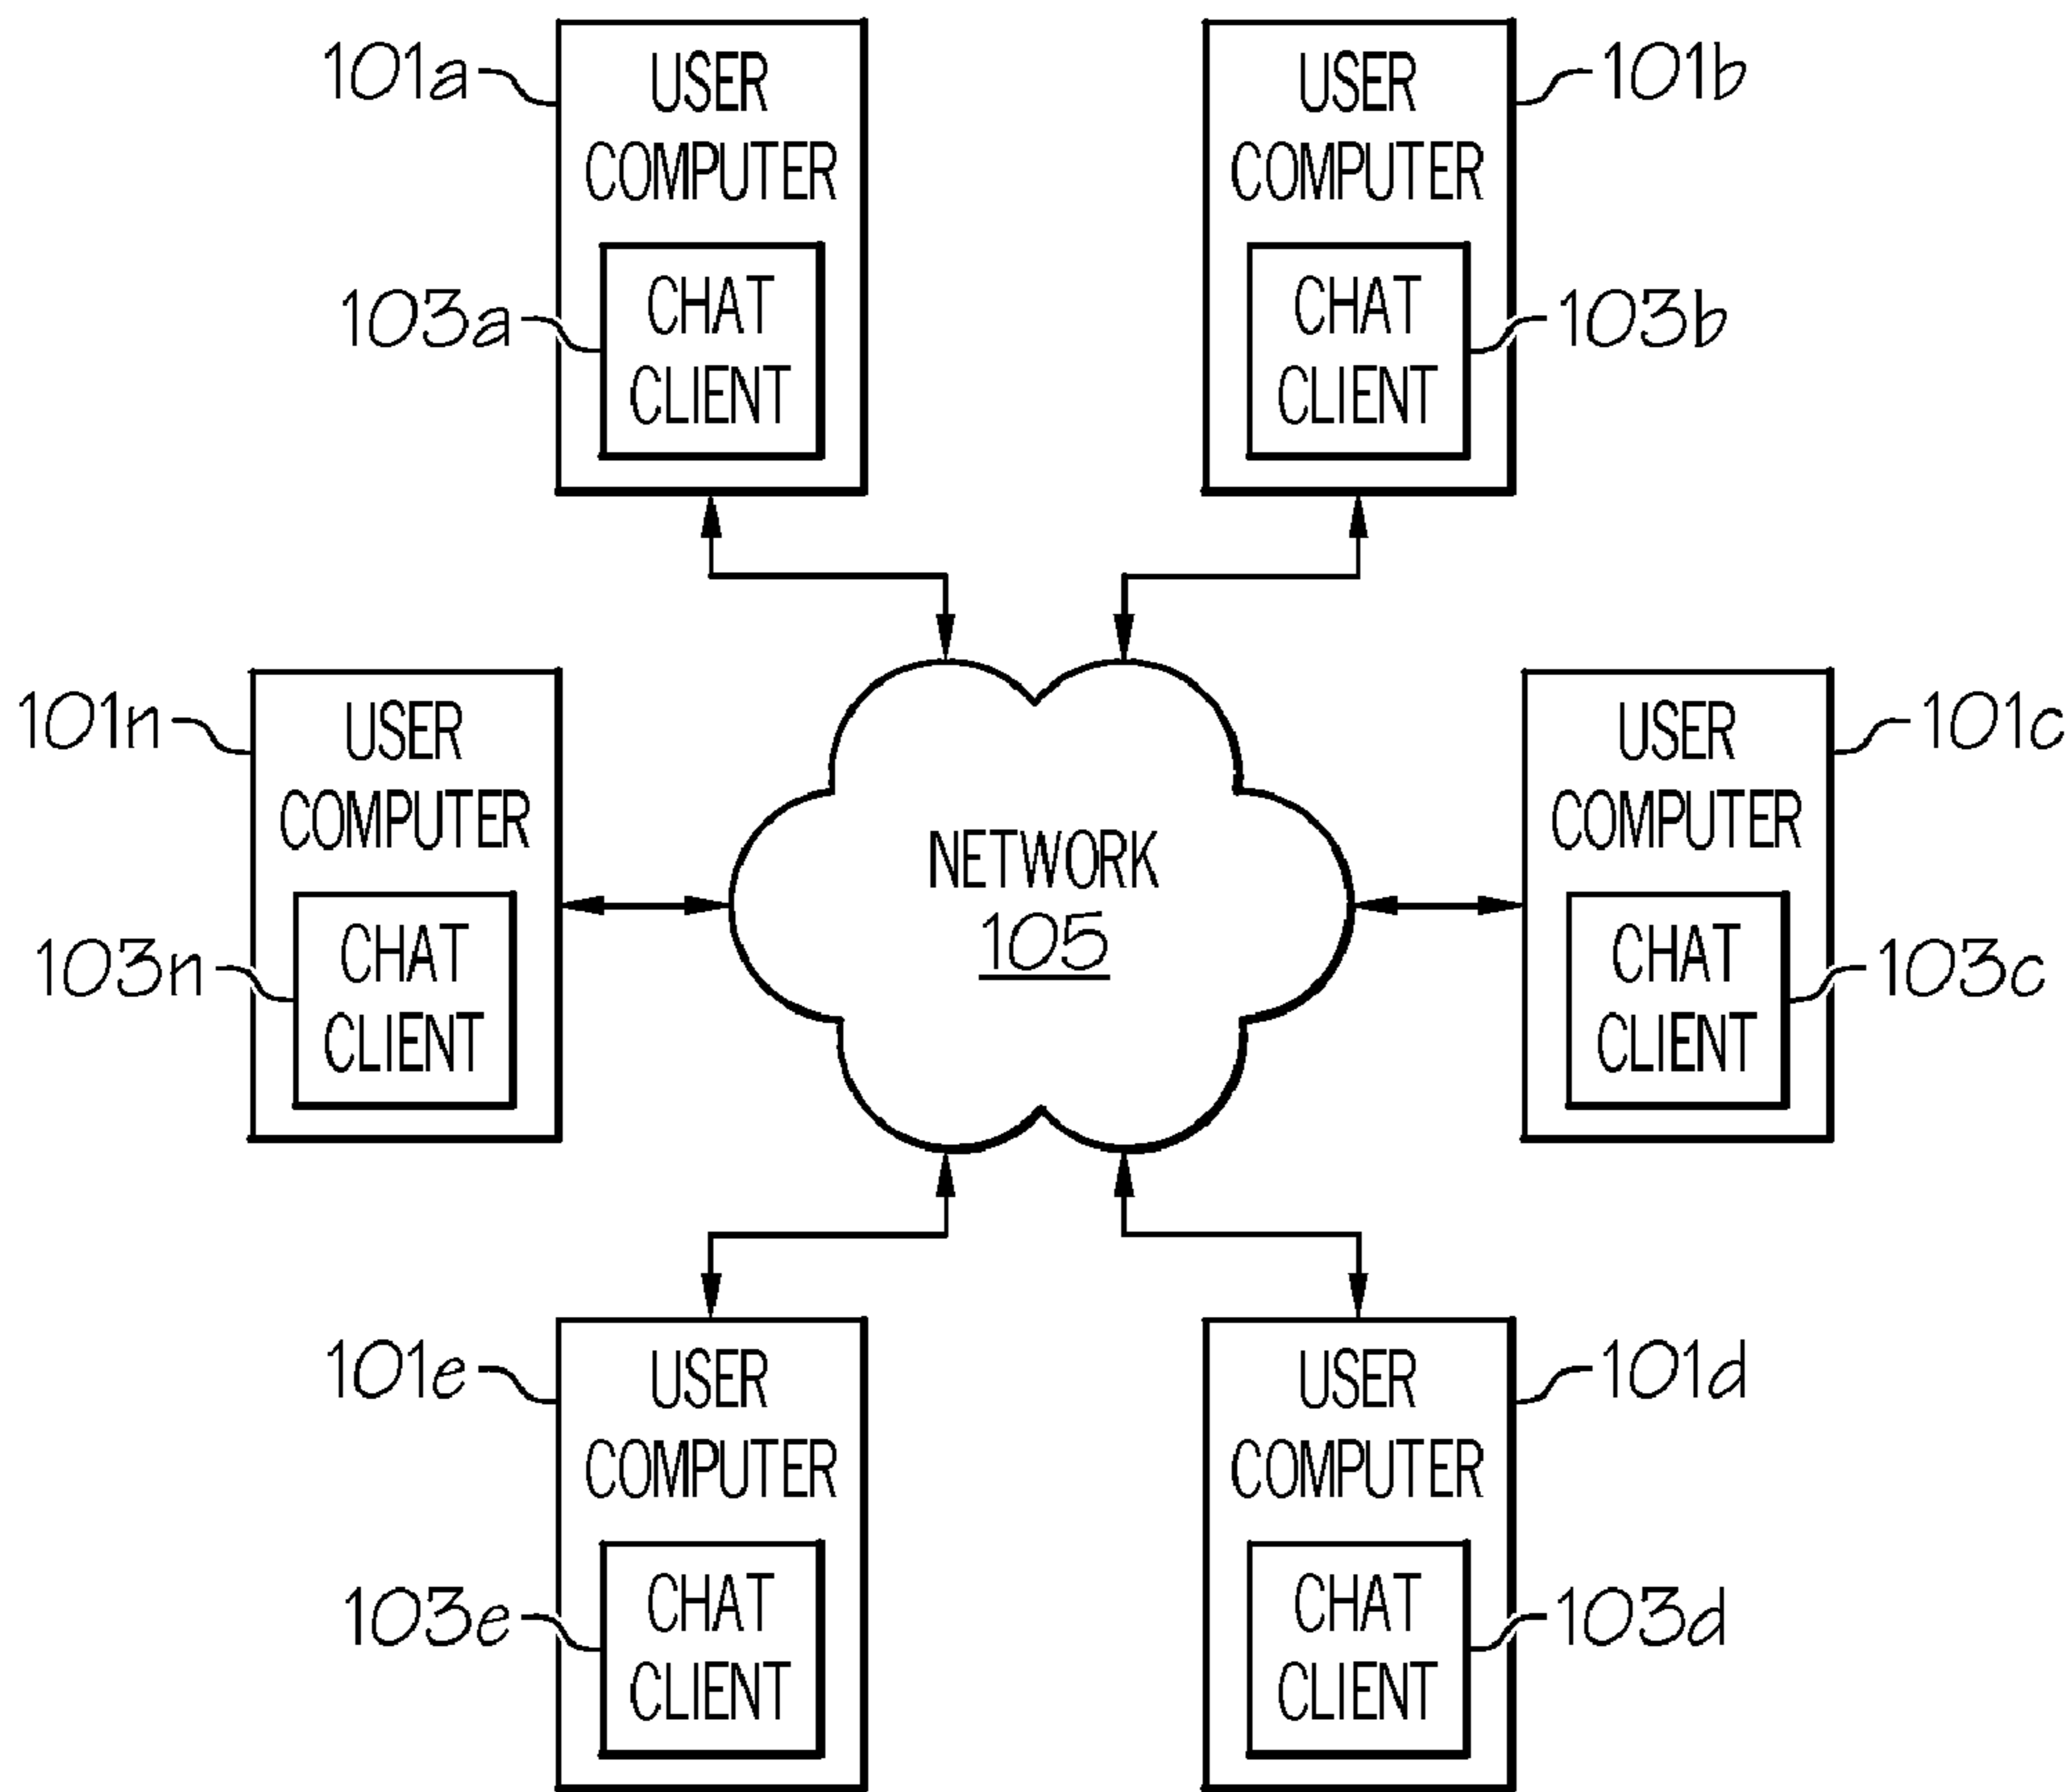 101a
USER
COMPUTER
103a
CHAT
CLIENT
USER
COMPUTER
101b
CHAT
CLIENT
103b
101n
USER
COMPUTER
103n
CHAT
CLIENT
NETWORK
105
USER
COMPUTER
101c
CHAT
CLIENT
103c
101e
USER
COMPUTER
103e
CHAT
CLIENT
USER
COMPUTER
101d
CHAT
CLIENT
103d